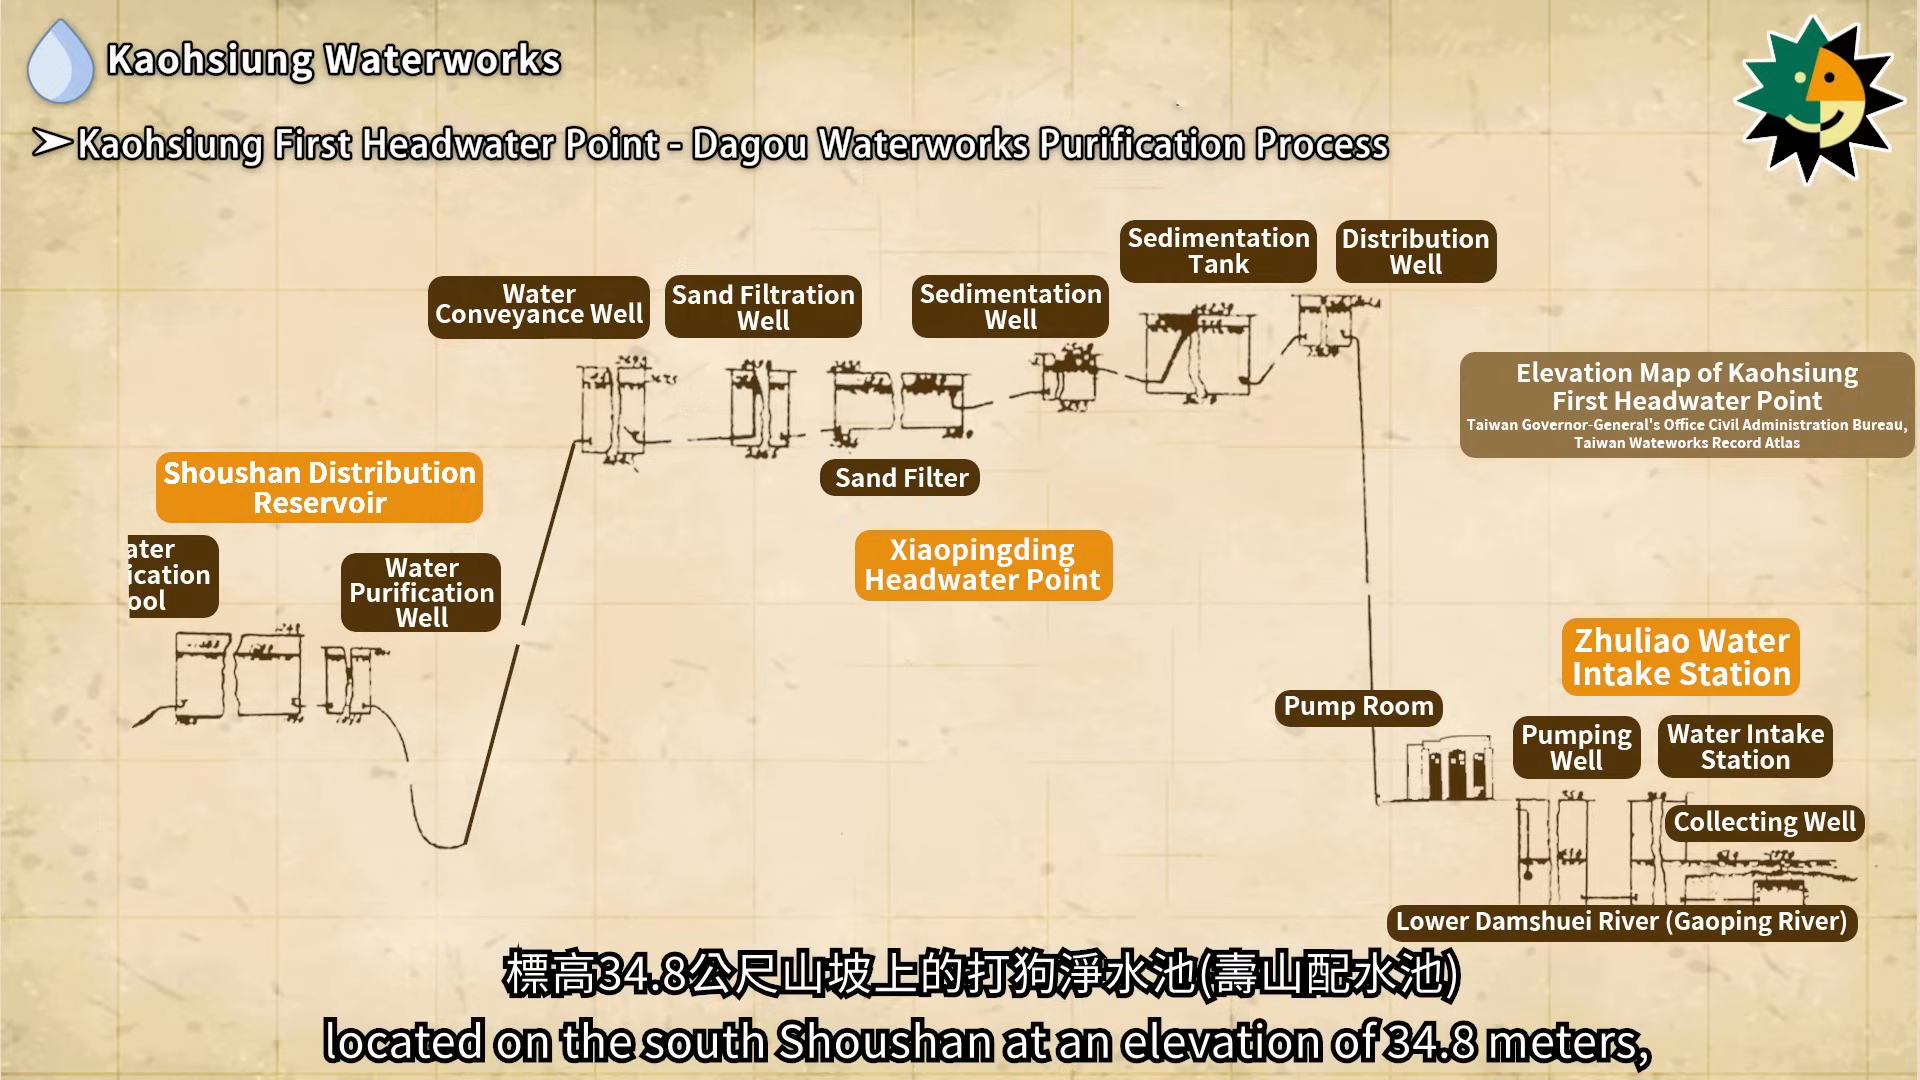 Kaohsiung Waterworks
Kaohsiung First Headwater Point - Dagou Waterworks Purification Process
Sedimentation
Tank
Distribution
Well
Water
Conveyance Well
Sand Filtration
Well
Sedimentation
Well
Elevation Map of Kaohsiung
First Headwater Point
Taiwan Governor-General's Office Civil Administration Bureau,
Taiwan Wateworks Record Atlas
Shoushan Distribution
Reservoir
Sand Filter
Xiaopingding
Headwater Point
ater
ication
ool
Water
Purification
Well
Zhuliao Water
Intake Station
Pump Room
Pumping
Well
Water Intake
Station
Collecting Well
Lower Damshuei River (Gaoping River)
標高34.8公尺山坡上的打狗淨水池(壽山配水池)
located on the south Shoushan at an elevation of 34.8 meters,